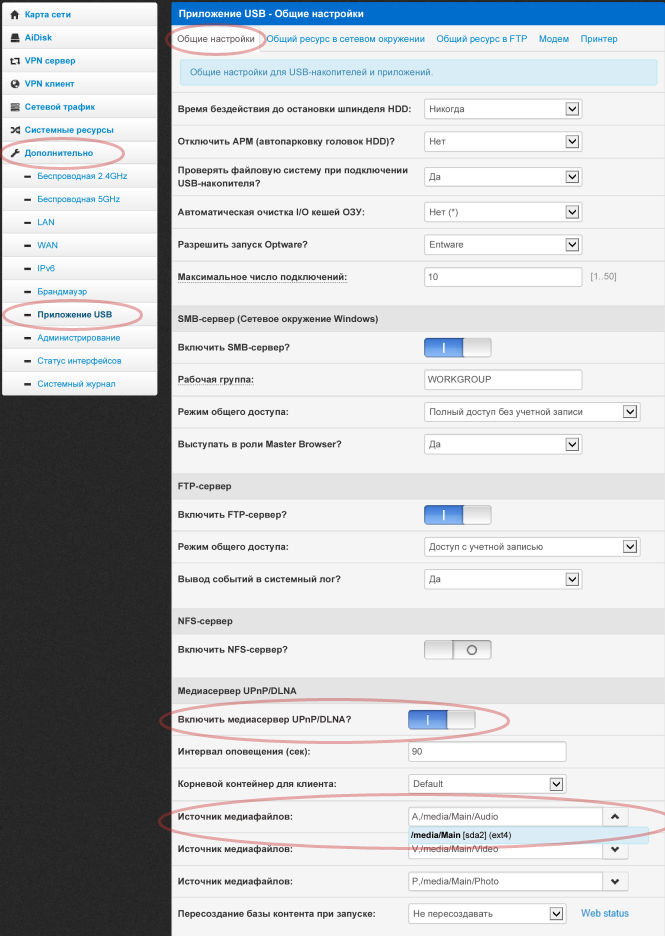 Карта сети
AiDisk
VPN сервер
VPN клиент
Сетевой трафик
Системные ресурсы
Дополнительно
Беспроводная 2.4GHz
Беспроводная 5GHz
LAN
WAN
IPv6
Брандмауэр
Приложение USB
Администрирование
Статус интерфейсов
Системный журнал
Приложение USB - Общие настройки
Общие настройки Общий ресурс в сетевом окружении Общий ресурс в FTP Модем Принтер
Общие настройки для USB-накопителей и приложений.
Время бездействия до остановки шпинделя HDD: Никогда
Отключить APM (автопарковку головок HDD)? Нет
Проверять файловую систему при подключении
USB-накопителя? Да
Автоматическая очистка I/O кешей ОЗУ: Нет (*)
Разрешить запуск Optware? Entware
Максимальное число подключений: 10 [1..50]
SMB-сервер (Сетевое окружение Windows)
Включить SMB-сервер?
Рабочая группа: WORKGROUP
Режим общего доступа: Полный доступ без учетной записи
Выступать в роли Master Browser? Да
FTP-сервер
Включить FTP-сервер?
Режим общего доступа: Доступ с учетной записью
Вывод событий в системный лог? Да
NFS-сервер
Включить NFS-сервер?
Медиасервер UPnP/DLNA
Включить медиасервер UPnP/DLNA?
Интервал оповещения (сек): 90
Корневой контейнер для клиента: Default
Источник медиафайлов: A,/media/Main/Audio
/media/Main [sda2] (ext4)
Источник медиафайлов: V,/media/Main/Video
Источник медиафайлов: P,/media/Main/Photo
Пересоздание базы контента при запуске: Не пересоздавать Web status